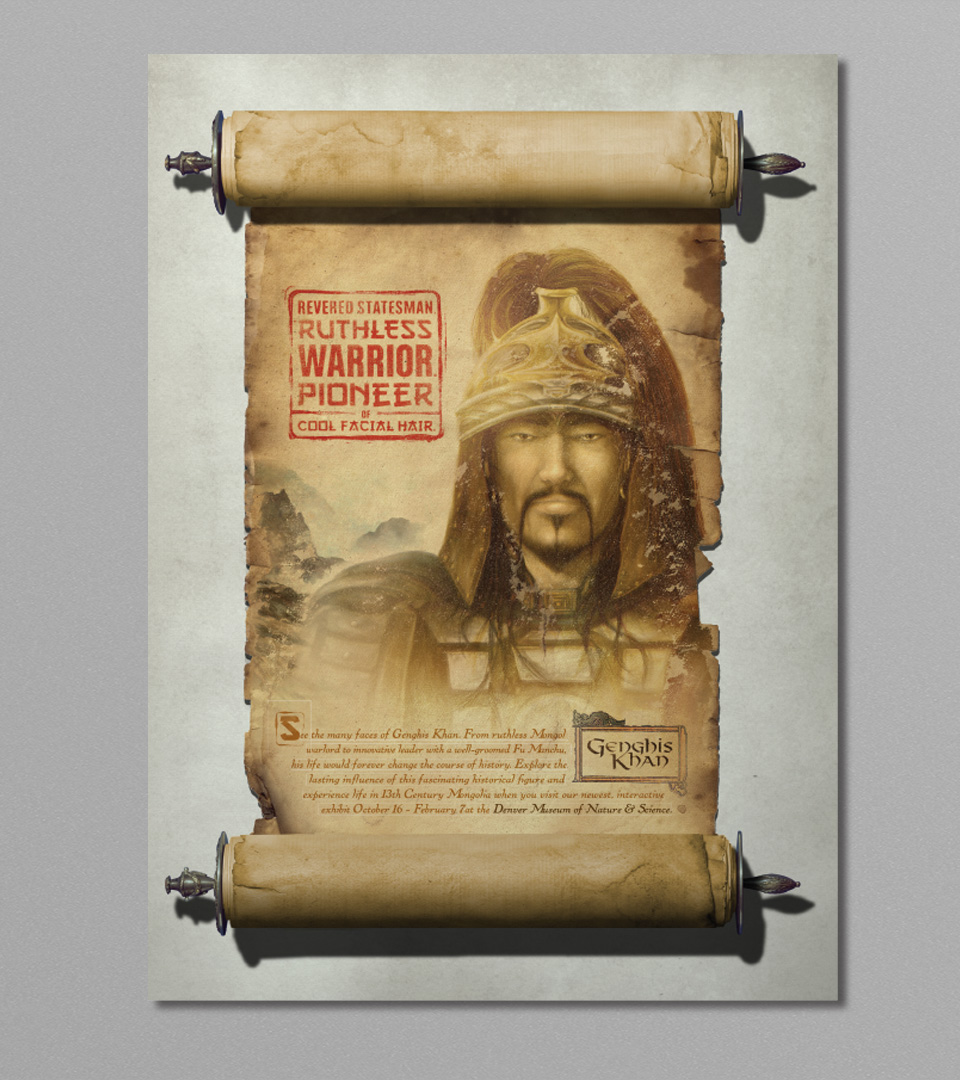 REVERED STATESMAN.
RUTHLESS
WARRIOR.
PIONEER
OF
COOL FACIAL HAIR.
See the many faces of Genghis Khan. From ruthless Mongol
warlord to innovative leader with a well-groomed Fu Manchu,
his life would forever change the course of history. Explore the
lasting influence of this fascinating historical figure and
experience life in 13th Century Mongolia when you visit our newest, interactive
exhibit October 16 - February 7at the Denver Museum of Nature & Science.
Genghis
Khan